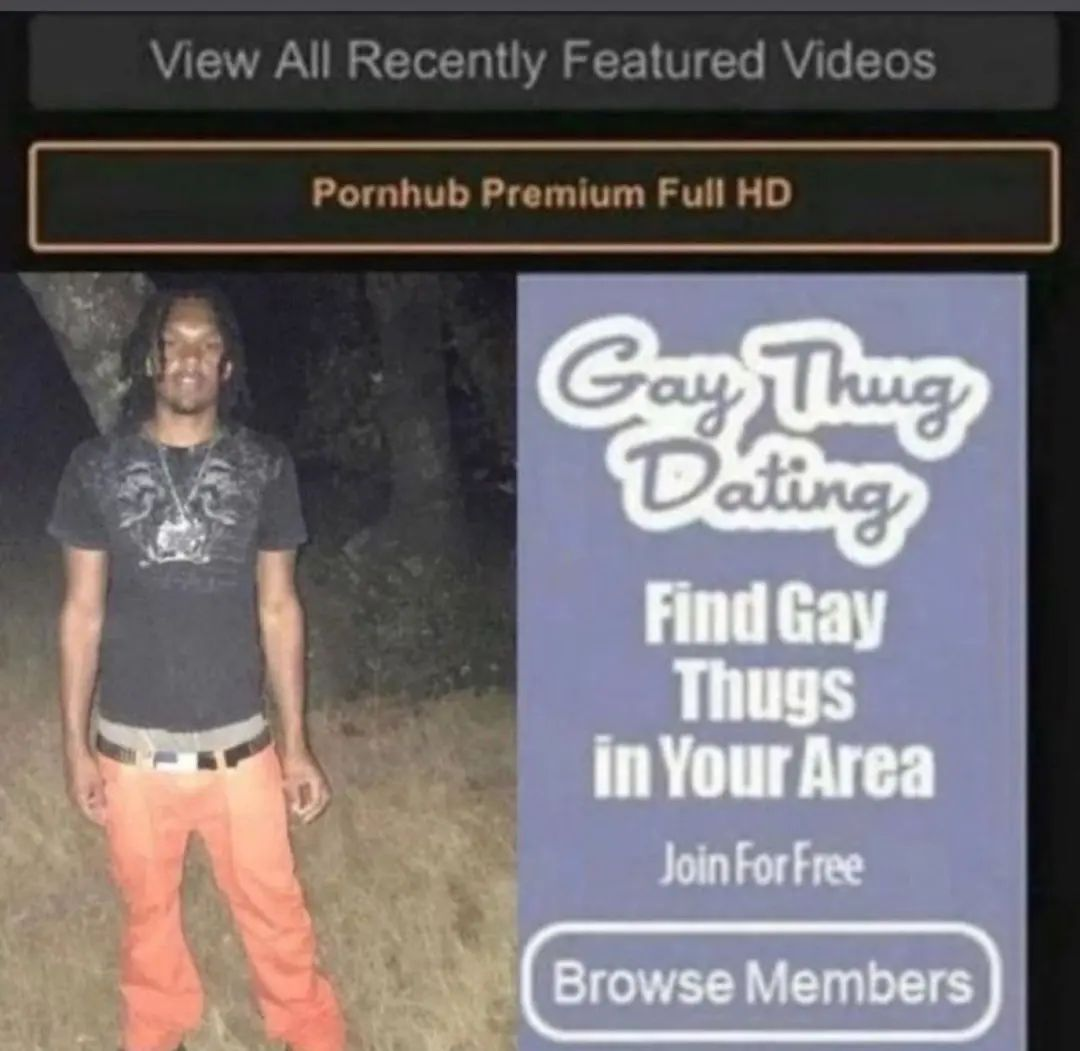 View All Recently Featured Videos
Pornhub Premium Full HD
Gay Thug
Dating
Find Gay
Thugs
in Your Area
Join For Free
Browse Members